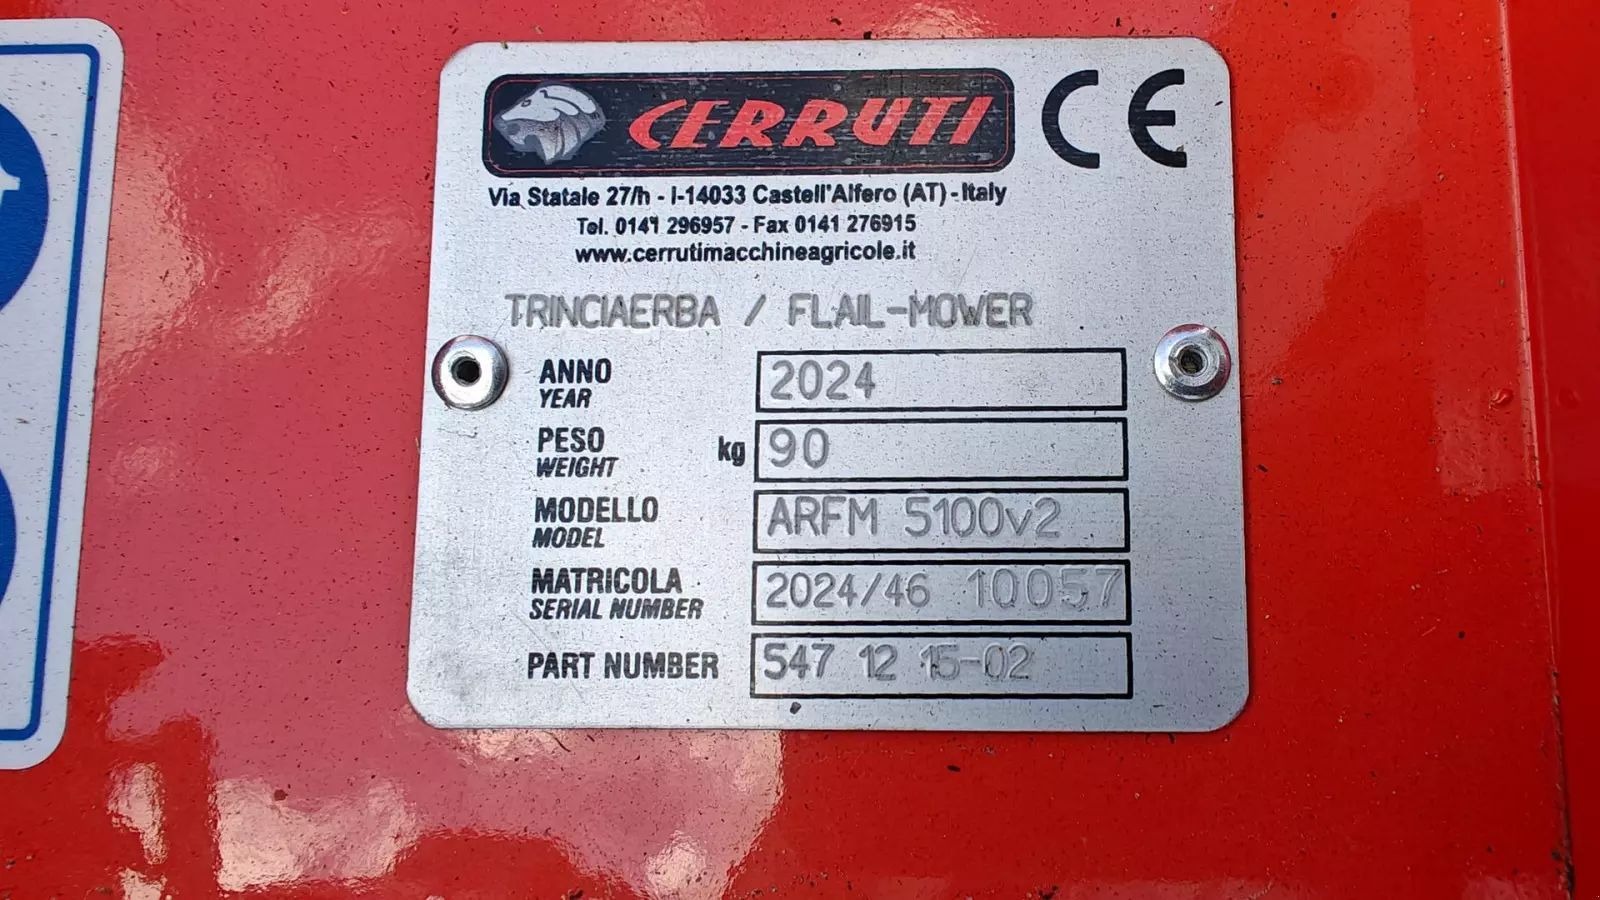 CERRUTI CE
Via Statale 27/h - I-14033 Castell'Alfero (AT) - Italy
Tel. 0141 296957 - Fax 0141 276915
www.cerrutimacchineagricole.it
TRINCIAERBA / FLAIL-MOWER
ANNO 2024
YEAR
PESO kg 90
WEIGHT
MODELLO ARFM 5100v2
MODEL
MATRICOLA 2024/46 10057
SERIAL NUMBER
PART NUMBER 547 12 15-02